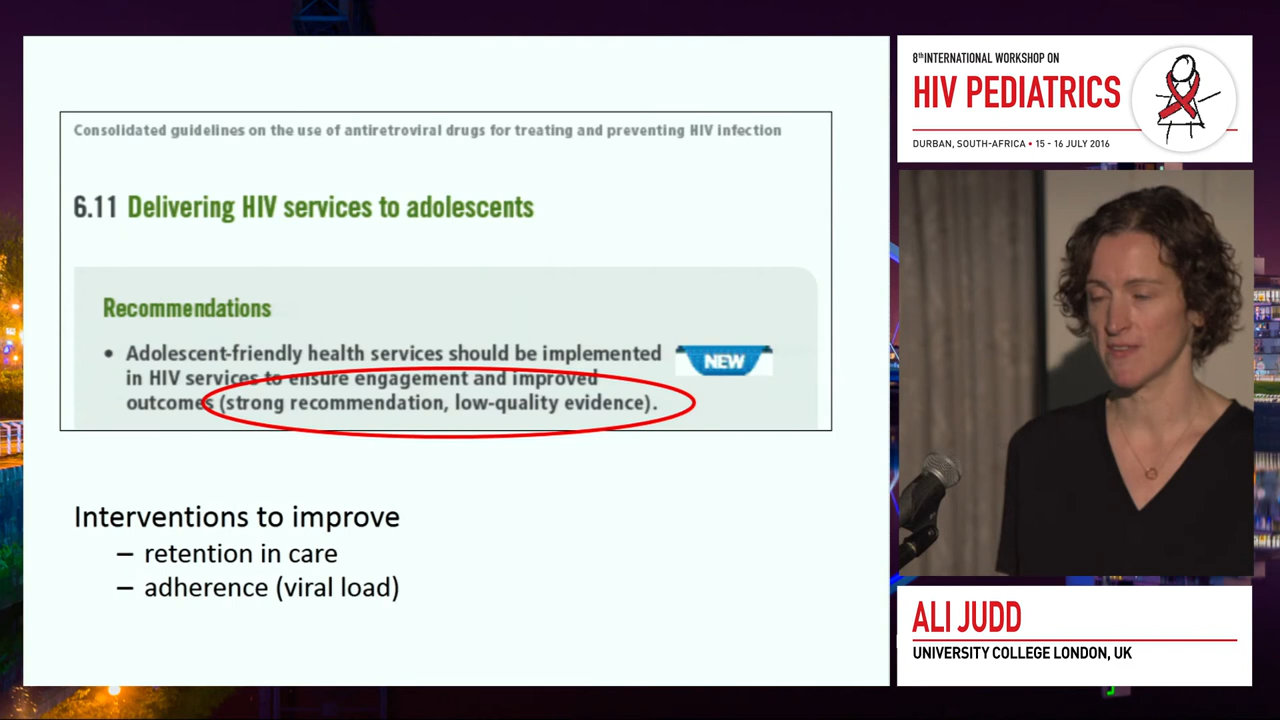 Consolidated guidelines on the use of antiretroviral drugs for treating and preventing HIV infection
6.11 Delivering HIV services to adolescents
Recommendations
• Adolescent-friendly health services should be implemented
in HIV services to ensure engagement and improved
outcomes (strong recommendation, low-quality evidence).
NEW
Interventions to improve
– retention in care
– adherence (viral load)
8th INTERNATIONAL WORKSHOP ON
HIV PEDIATRICS
DURBAN, SOUTH-AFRICA • 15 - 16 JULY 2016
ALI JUDD
UNIVERSITY COLLEGE LONDON, UK